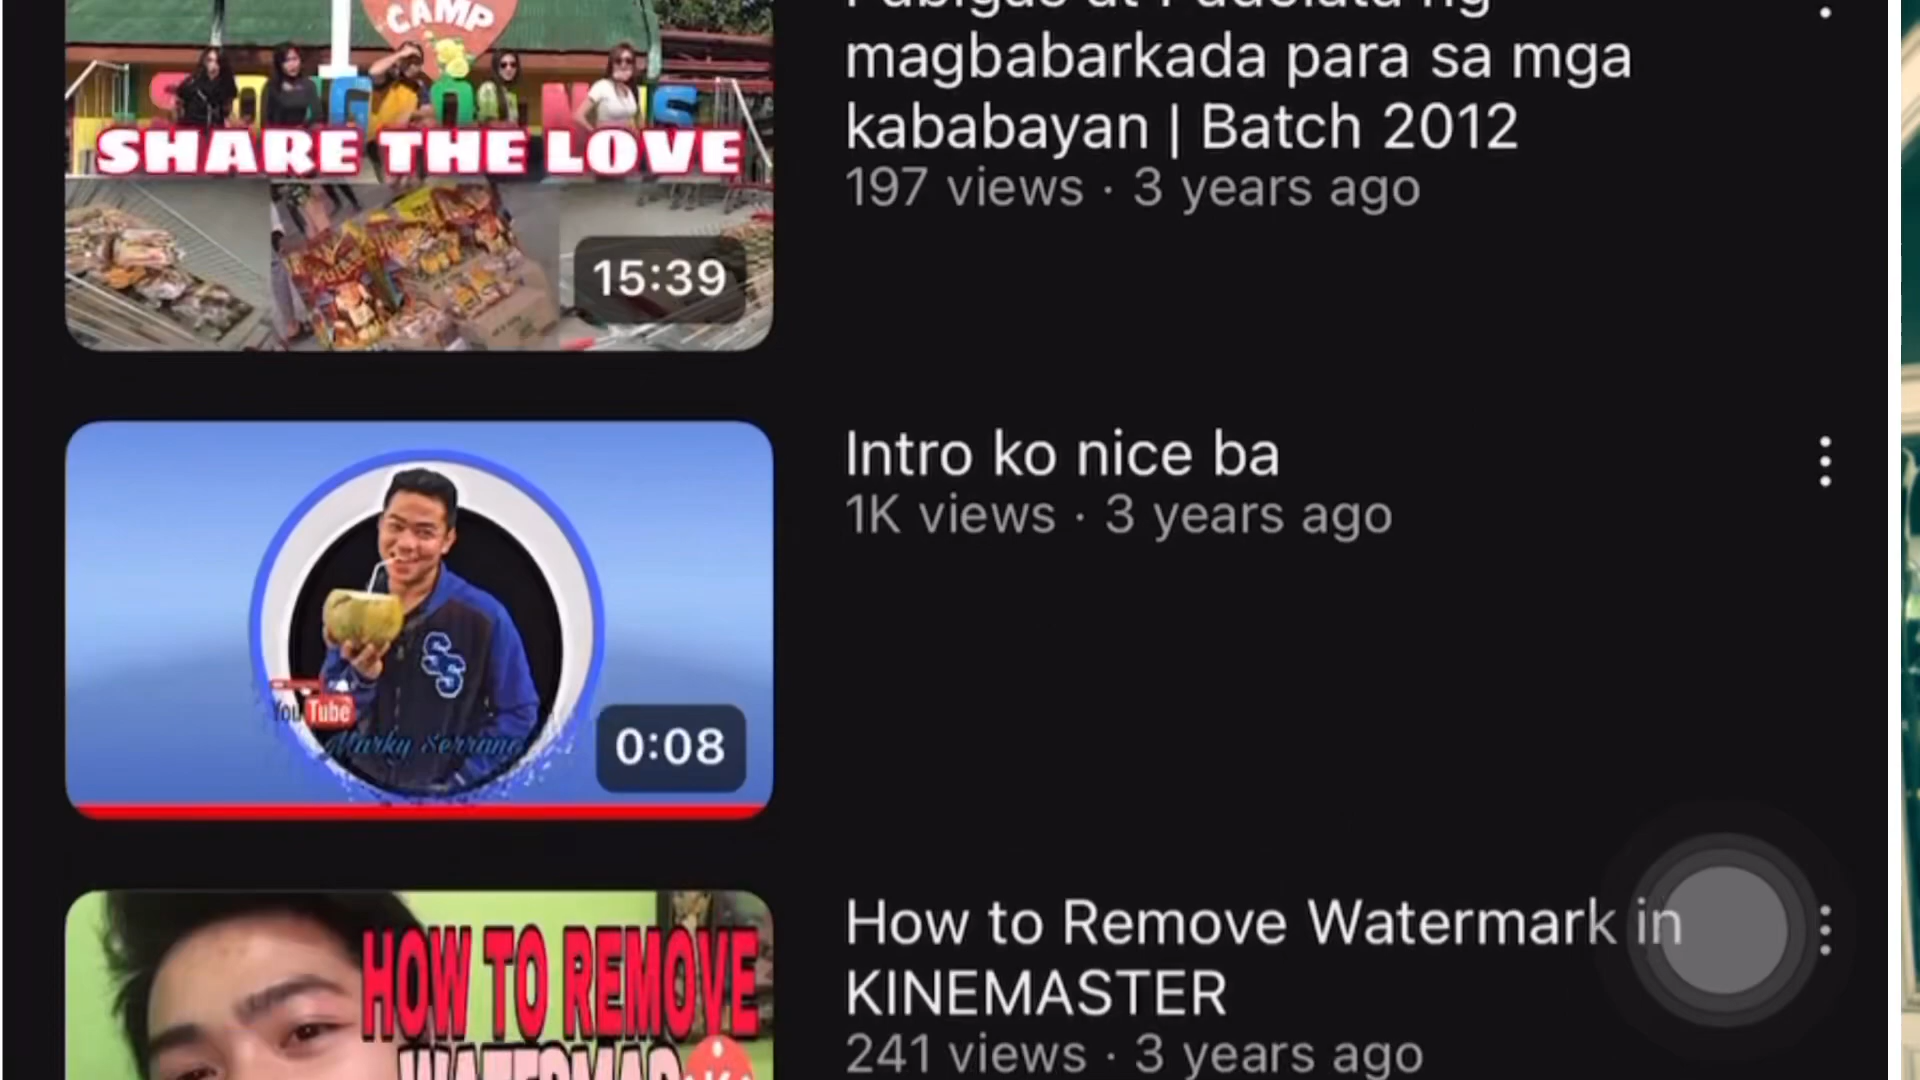 CAMP
SHARE THE LOVE
15:39
magbabarkada para sa mga
kababayan | Batch 2012
197 views · 3 years ago
Intro ko nice ba
1K views · 3 years ago
S
S
YouTube
Marky Serrano
0:08
How to Remove Watermark in
KINEMASTER
241 views · 3 years ago
HOW TO REMOVE